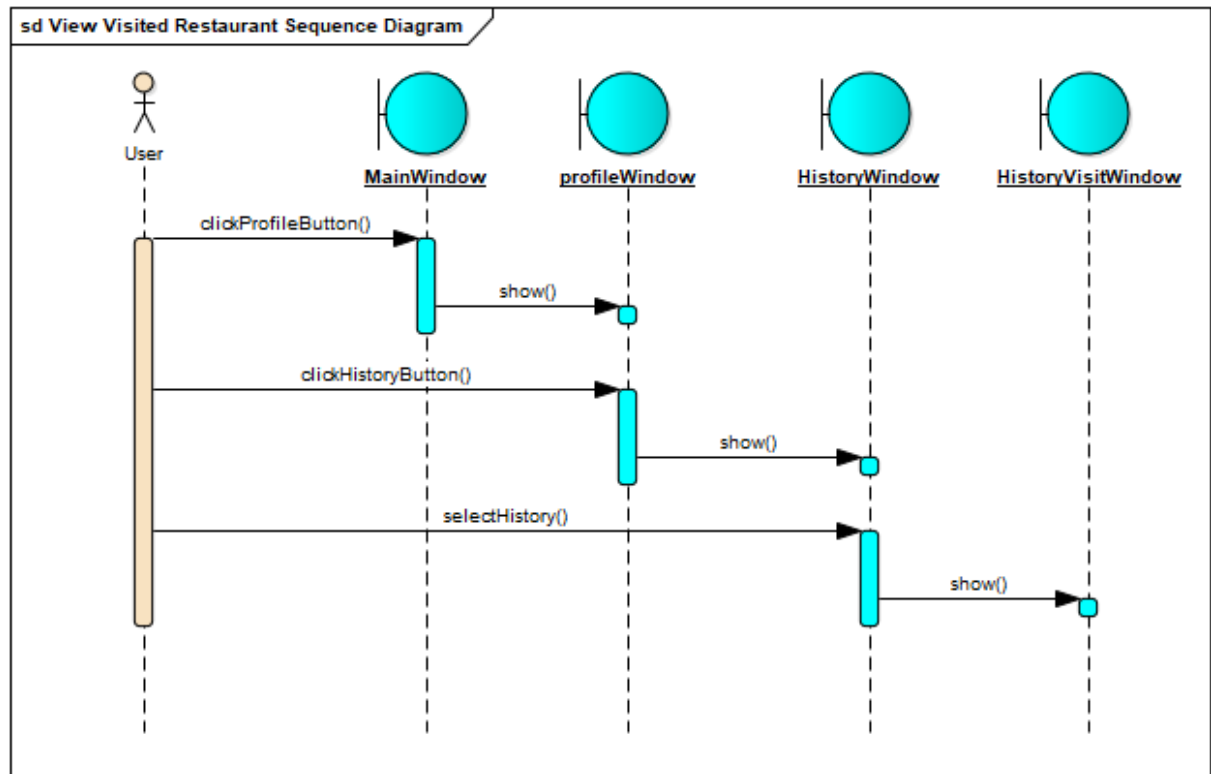 sd View Visited Restaurant Sequence Diagram
User
MainWindow
profileWindow
HistoryWindow
HistoryVisitWindow
clickProfileButton()
show()
clickHistoryButton()
show()
selectHistory()
show()